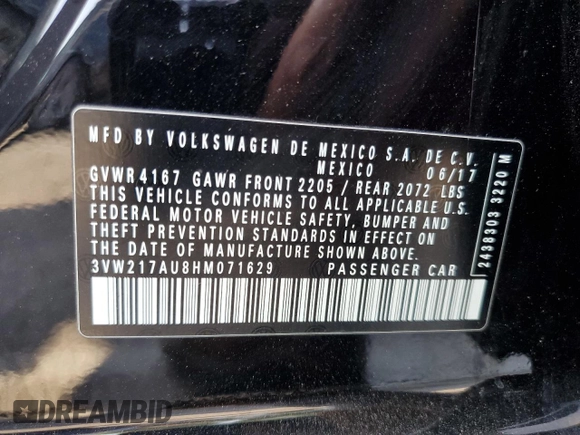 MFD BY VOLKSWAGEN DE MEXICO S.A. DE C.V.
MEXICO 06/17
GVWR 4167 GAWR FRONT 2205 / REAR 2072 LBS
THIS VEHICLE CONFORMS TO ALL APPLICABLE U.S.
FEDERAL MOTOR VEHICLE SAFETY, BUMPER AND
THEFT PREVENTION STANDARDS IN EFFECT ON
THE DATE OF MANUFACTURE SHOWN ABOVE.
3VW217AU8HM071629 PASSENGER CAR
2438303 3220 M
DREAMBID